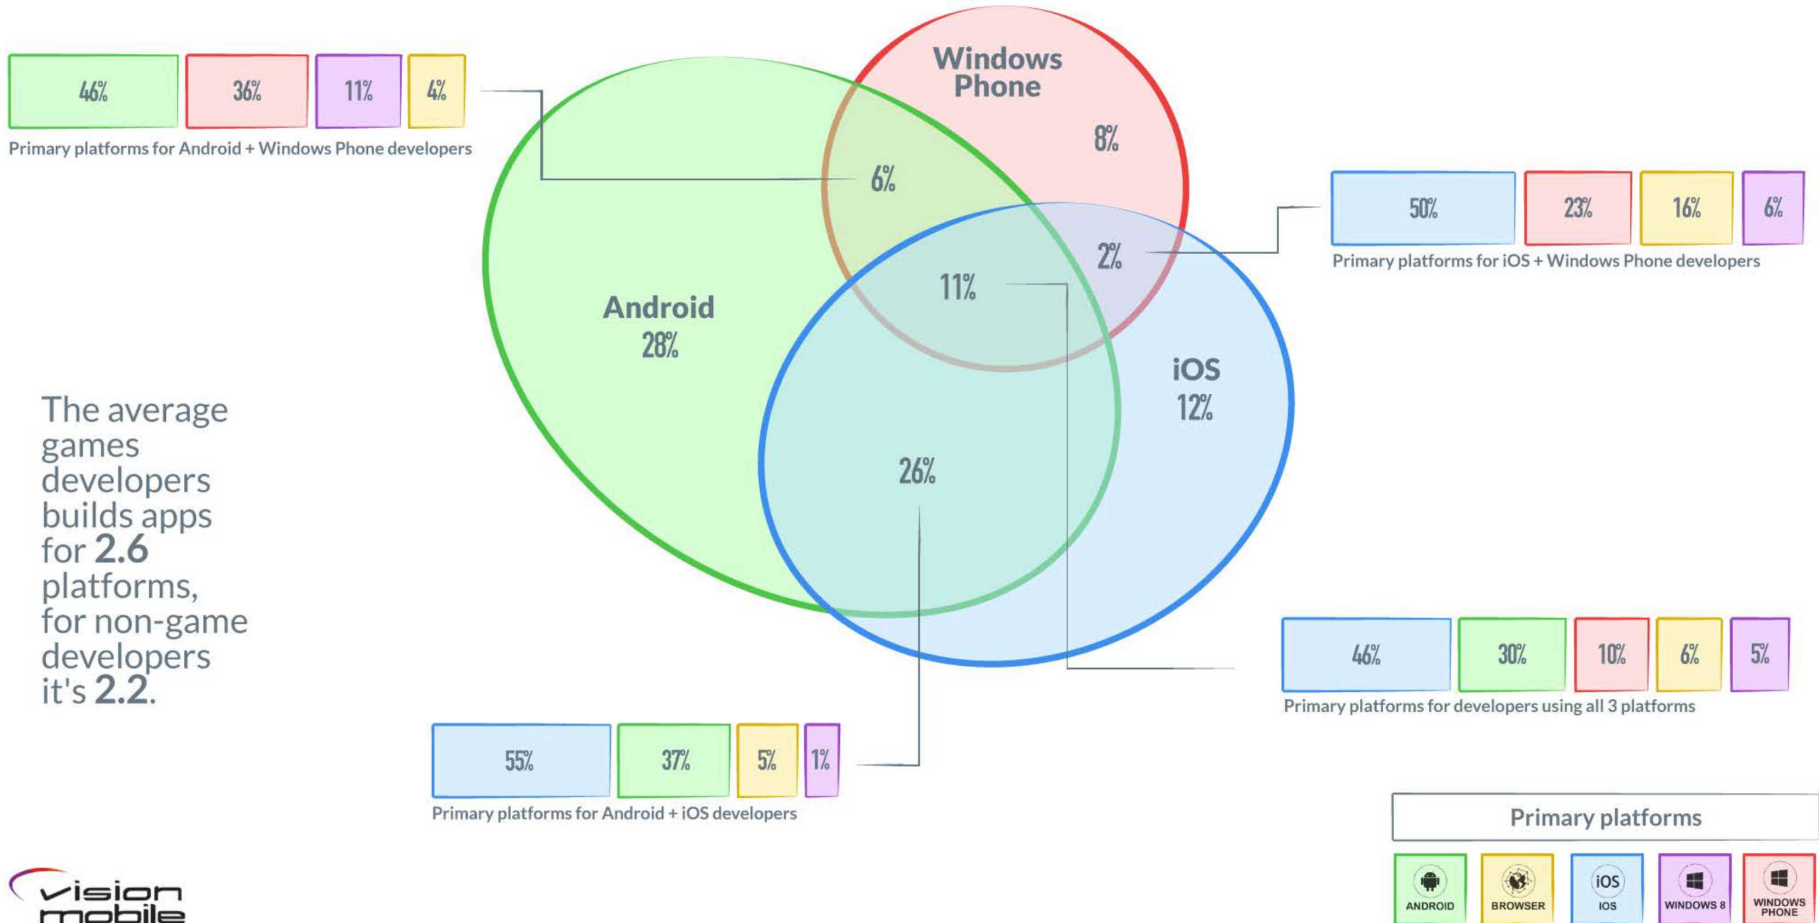 Windows
Phone
8%
46%
36%
11%
4%
Primary platforms for Android + Windows Phone developers
6%
50%
23%
16%
6%
Primary platforms for iOS + Windows Phone developers
2%
11%
Android
28%
iOS
12%
26%
The average
games
developers
builds apps
for 2.6
platforms,
for non-game
developers
it's 2.2.
46%
30%
10%
6%
5%
Primary platforms for developers using all 3 platforms
55%
37%
5%
1%
Primary platforms for Android + iOS developers
Primary platforms
ANDROID
BROWSER
iOS
IOS
WINDOWS 8
WINDOWS
PHONE
vision
mobile